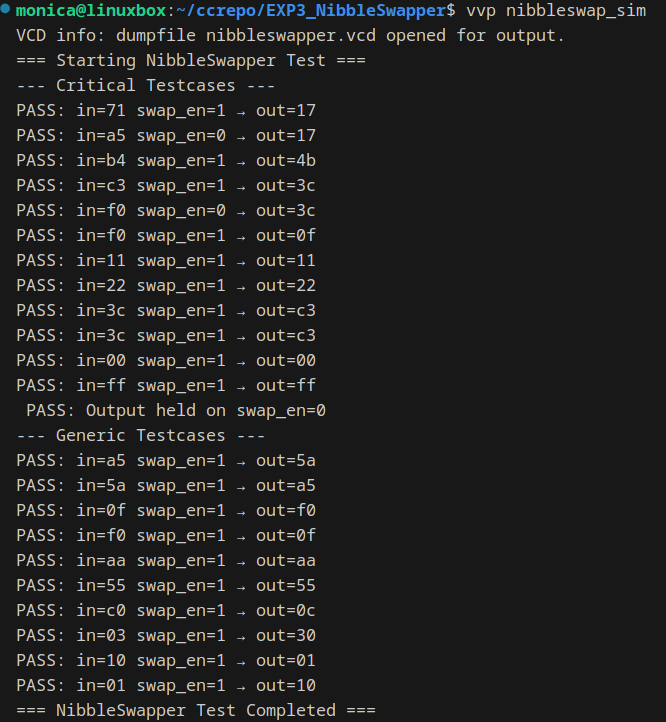 monica@linuxbox:~/ccrepo/EXP3_NibbleSwapper$ vvp nibbleswap_sim
VCD info: dumpfile nibbleswapper.vcd opened for output.
=== Starting NibbleSwapper Test ===
--- Critical Testcases ---
PASS: in=71 swap_en=1 → out=17
PASS: in=a5 swap_en=0 → out=17
PASS: in=b4 swap_en=1 → out=4b
PASS: in=c3 swap_en=1 → out=3c
PASS: in=f0 swap_en=0 → out=3c
PASS: in=f0 swap_en=1 → out=0f
PASS: in=11 swap_en=1 → out=11
PASS: in=22 swap_en=1 → out=22
PASS: in=3c swap_en=1 → out=c3
PASS: in=3c swap_en=1 → out=c3
PASS: in=00 swap_en=1 → out=00
PASS: in=ff swap_en=1 → out=ff
 PASS: Output held on swap_en=0
--- Generic Testcases ---
PASS: in=a5 swap_en=1 → out=5a
PASS: in=5a swap_en=1 → out=a5
PASS: in=0f swap_en=1 → out=f0
PASS: in=f0 swap_en=1 → out=0f
PASS: in=aa swap_en=1 → out=aa
PASS: in=55 swap_en=1 → out=55
PASS: in=c0 swap_en=1 → out=0c
PASS: in=03 swap_en=1 → out=30
PASS: in=10 swap_en=1 → out=01
PASS: in=01 swap_en=1 → out=10
=== NibbleSwapper Test Completed ===